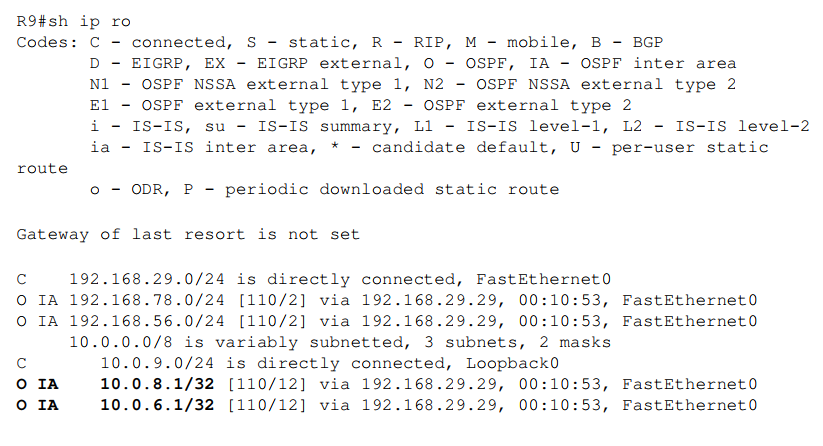 R9#sh ip ro
Codes: C - connected, S - static, R - RIP, M - mobile, B - BGP
D - EIGRP, EX - EIGRP external, O - OSPF, IA - OSPF inter area
N1 - OSPF NSSA external type 1, N2 - OSPF NSSA external type 2
E1 - OSPF external type 1, E2 - OSPF external type 2
i - IS-IS, su - IS-IS summary, L1 - IS-IS level-1, L2 - IS-IS level-2
ia - IS-IS inter area, * - candidate default, U - per-user static
route
o - ODR, P - periodic downloaded static route
Gateway of last resort is not set
C 192.168.29.0/24 is directly connected, FastEthernet0
O IA 192.168.78.0/24 [110/2] via 192.168.29.29, 00:10:53, FastEthernet0
O IA 192.168.56.0/24 [110/2] via 192.168.29.29, 00:10:53, FastEthernet0
10.0.0.0/8 is variably subnetted, 3 subnets, 2 masks
C 10.0.9.0/24 is directly connected, Loopback0
O IA 10.0.8.1/32 [110/12] via 192.168.29.29, 00:10:53, FastEthernet0
O IA 10.0.6.1/32 [110/12] via 192.168.29.29, 00:10:53, FastEthernet0